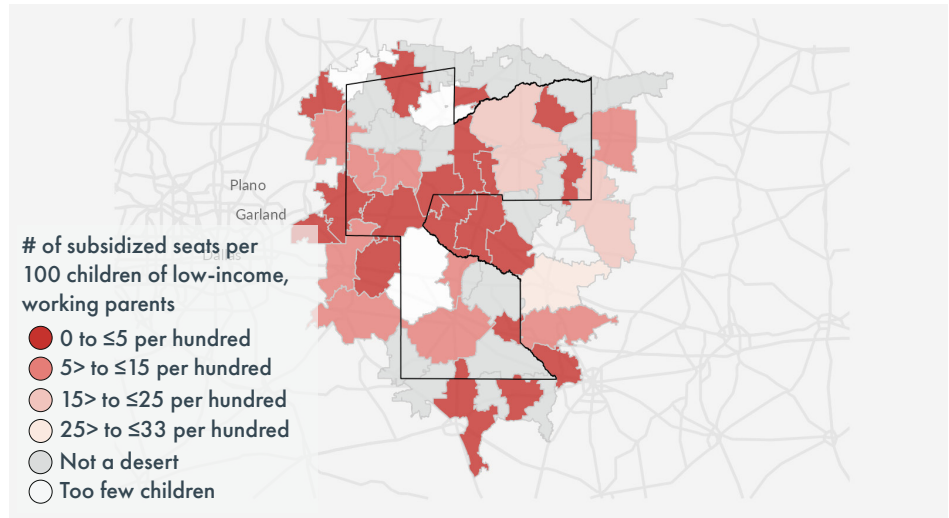 Plano
Garland
Dallas
# of subsidized seats per
100 children of low-income,
working parents
0 to ≤5 per hundred
5> to ≤15 per hundred
15> to ≤25 per hundred
25> to ≤33 per hundred
Not a desert
Too few children